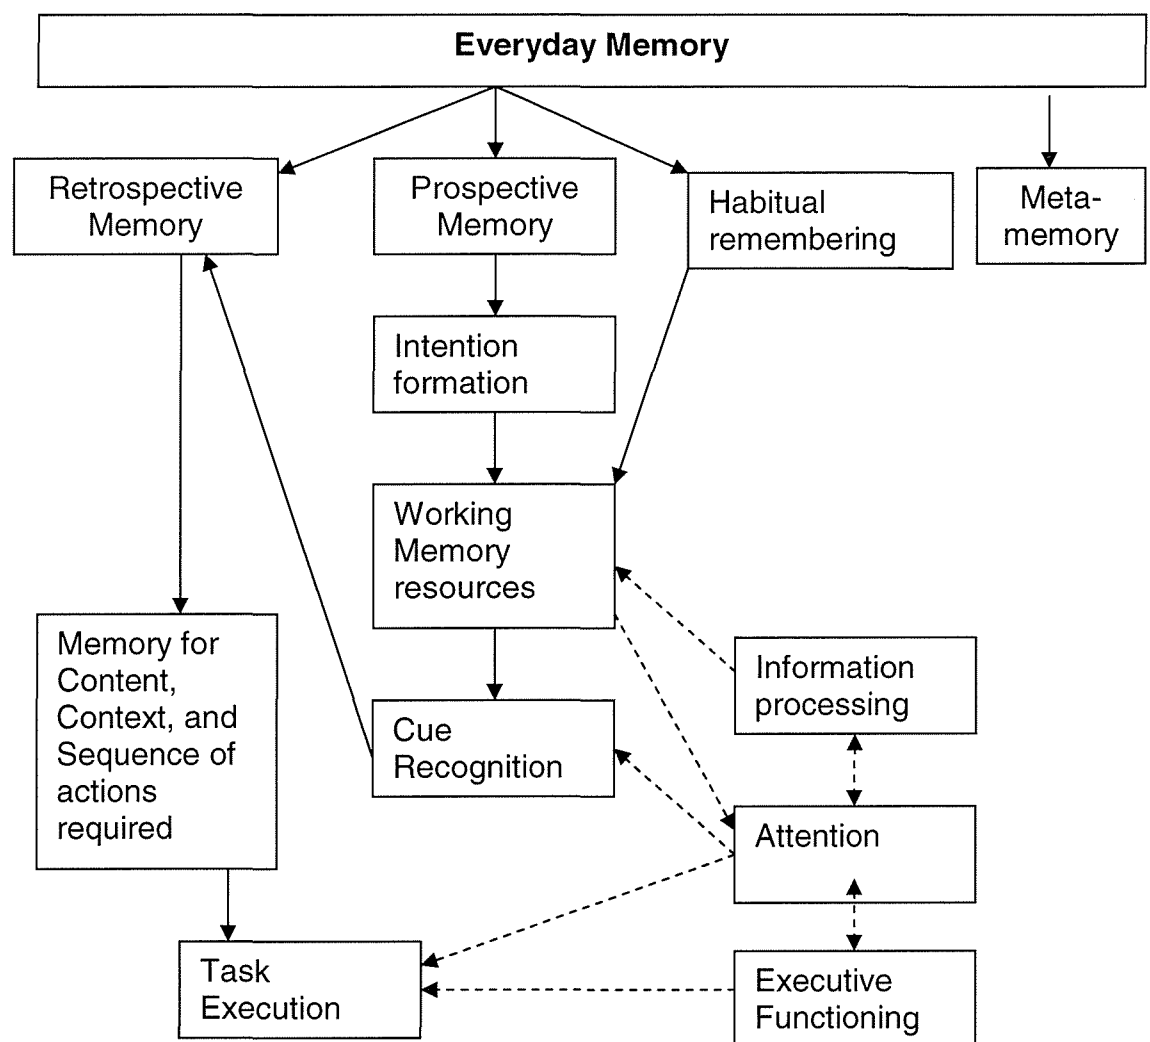 Everyday Memory
Retrospective
Memory
Prospective
Memory
Habitual
remembering
Meta-
memory
Intention
formation
Working
Memory
resources
Memory for
Content,
Context, and
Sequence of
actions
required
Information
processing
Cue
Recognition
Attention
Task
Execution
Executive
Functioning